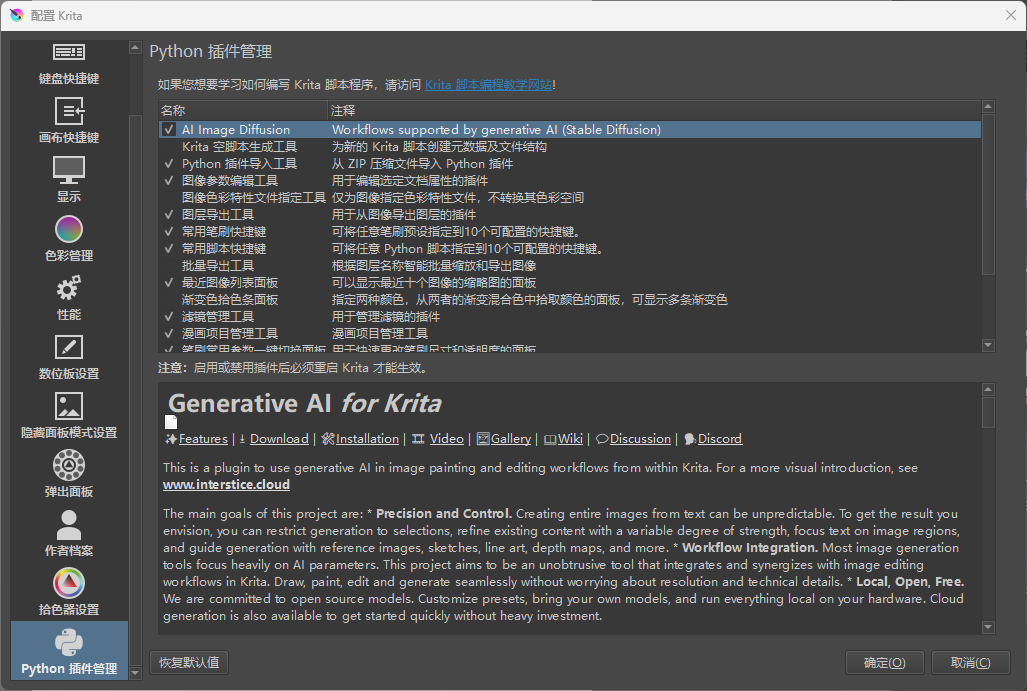 配置 Krita
键盘快捷键
画布快捷键
显示
色彩管理
性能
数位板设置
隐藏面板模式设置
弹出面板
作者档案
拾色器设置
Python 插件管理
Python 插件管理
如果您想要学习如何编写 Krita 脚本程序，请访问 Krita 脚本编程教学网站!
名称 注释
AI Image Diffusion Workflows supported by generative AI (Stable Diffusion)
Krita 空脚本生成工具 为新的 Krita 脚本创建元数据及文件结构
Python 插件导入工具 从 ZIP 压缩文件导入 Python 插件
图像参数编辑工具 用于编辑选定文档属性的插件
图像色彩特性文件指定工具 仅为图像指定色彩特性文件，不转换其色彩空间
图层导出工具 用于从图像导出图层的插件
常用笔刷快捷键 可将任意笔刷预设指定到10个可配置的快捷键。
常用脚本快捷键 可将任意 Python 脚本指定到10个可配置的快捷键。
批量导出工具 根据图层名称智能批量缩放和导出图像
最近图像列表面板 可以显示最近十个图像的缩略图的面板
渐变色拾色条面板 指定两种颜色，从两者的渐变混合色中拾取颜色的面板，可显示多条渐变色
滤镜管理工具 用于管理滤镜的插件
漫画项目管理工具 漫画项目管理工具
笔刷常用参数一键切换面板 用于快速更改笔刷尺寸和透明度的面板
注意：启用或禁用插件后必须重启 Krita 才能生效。
Generative AI for Krita
Features | Download | Installation | Video | Gallery | Wiki | Discussion | Discord
This is a plugin to use generative AI in image painting and editing workflows from within Krita. For a more visual introduction, see
www.interstice.cloud
The main goals of this project are: * Precision and Control. Creating entire images from text can be unpredictable. To get the result you
envision, you can restrict generation to selections, refine existing content with a variable degree of strength, focus text on image regions,
and guide generation with reference images, sketches, line art, depth maps, and more. * Workflow Integration. Most image generation
tools focus heavily on AI parameters. This project aims to be an unobtrusive tool that integrates and synergizes with image editing
workflows in Krita. Draw, paint, edit and generate seamlessly without worrying about resolution and technical details. * Local, Open, Free.
We are committed to open source models. Customize presets, bring your own models, and run everything local on your hardware. Cloud
generation is also available to get started quickly without heavy investment.
恢复默认值 确定(O) 取消(C)